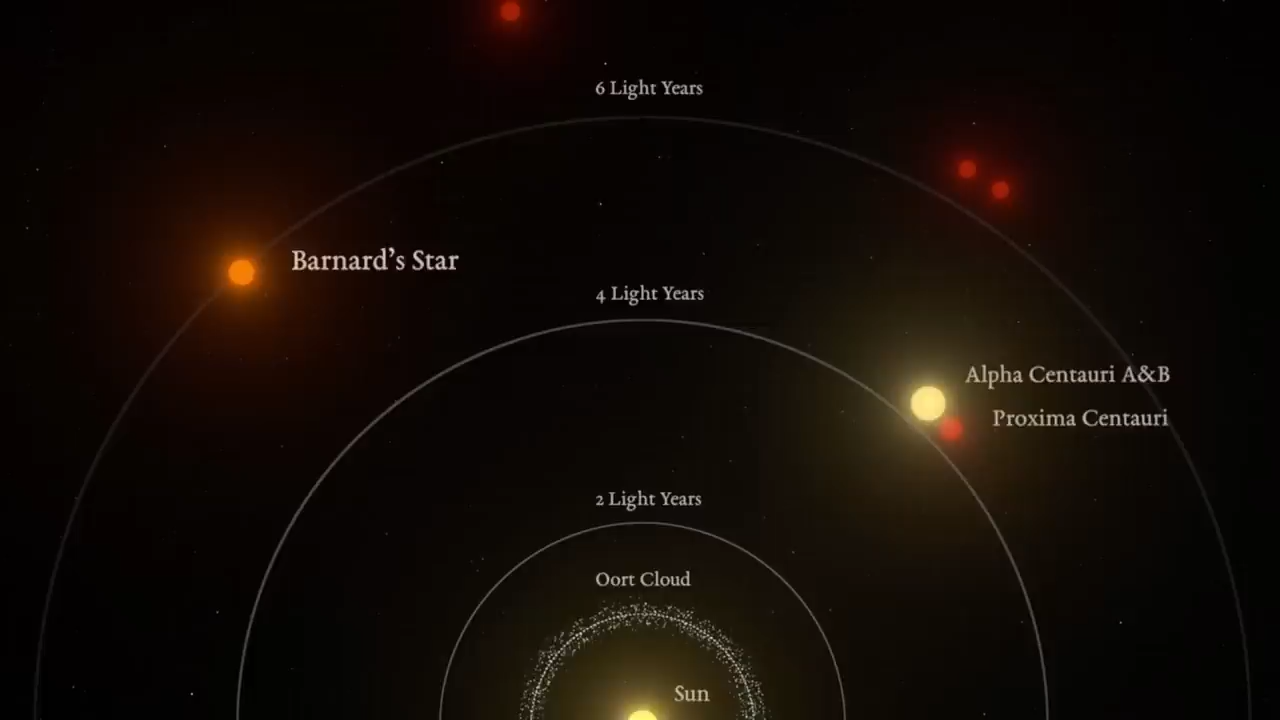 6 Light Years
Barnard's Star
4 Light Years
Alpha Centauri A&B
Proxima Centauri
2 Light Years
Oort Cloud
Sun